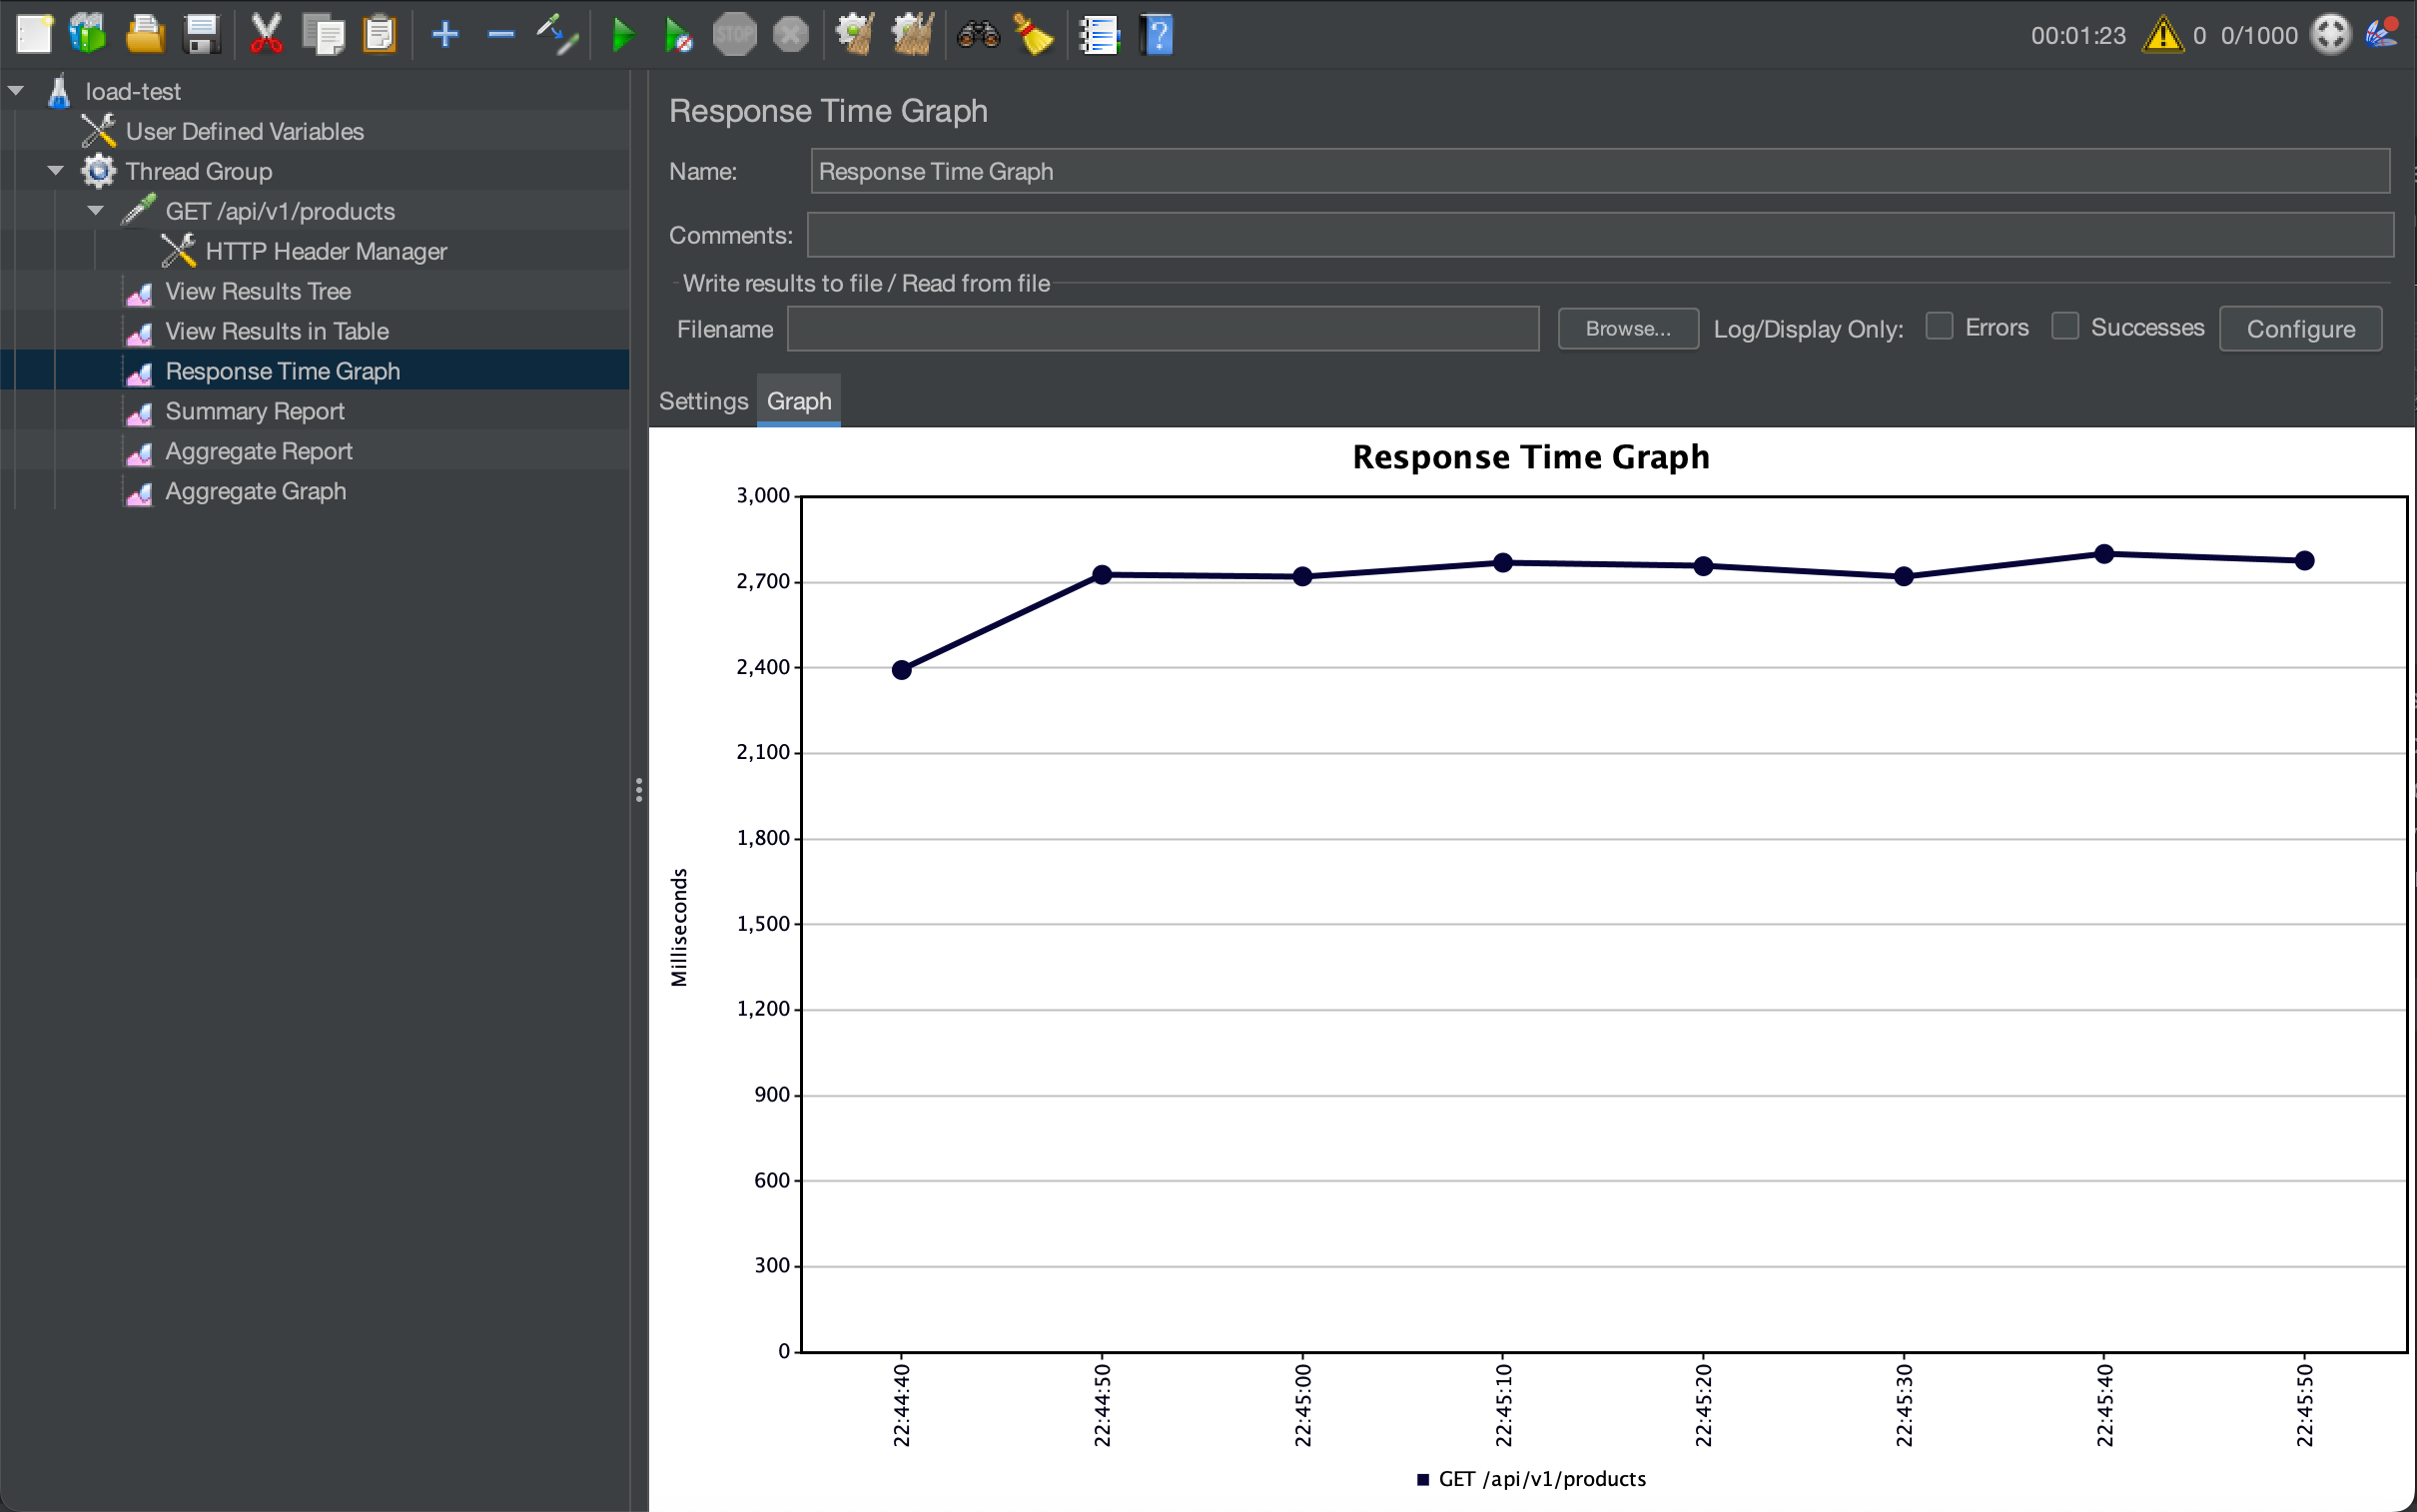 STOP
00:01:23 0 0/1000
load-test
User Defined Variables
Thread Group
GET /api/v1/products
HTTP Header Manager
View Results Tree
View Results in Table
Response Time Graph
Summary Report
Aggregate Report
Aggregate Graph
Response Time Graph
Name: Response Time Graph
Comments:
Write results to file / Read from file
Filename Browse... Log/Display Only: Errors Successes Configure
Settings Graph
Response Time Graph
3,000
2,700
2,400
2,100
1,800
1,500
1,200
900
600
300
0
Milliseconds
22:44:40 22:44:50 22:45:00 22:45:10 22:45:20 22:45:30 22:45:40 22:45:50
GET /api/v1/products